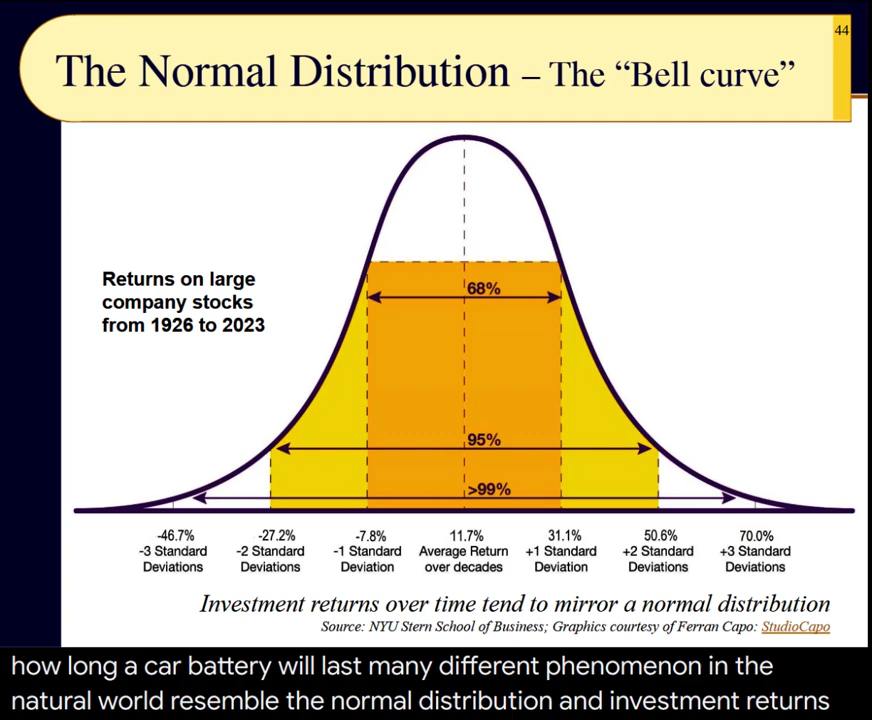 44
The Normal Distribution – The “Bell curve”
Returns on large
company stocks
from 1926 to 2023
68%
95%
>99%
-46.7% -27.2% -7.8% 11.7% 31.1% 50.6% 70.0%
-3 Standard -2 Standard -1 Standard Average Return +1 Standard +2 Standard +3 Standard
Deviations Deviations Deviation over decades Deviation Deviations Deviations
Investment returns over time tend to mirror a normal distribution
Source: NYU Stern School of Business; Graphics courtesy of Ferran Capo: StudioCapo
how long a car battery will last many different phenomenon in the
natural world resemble the normal distribution and investment returns